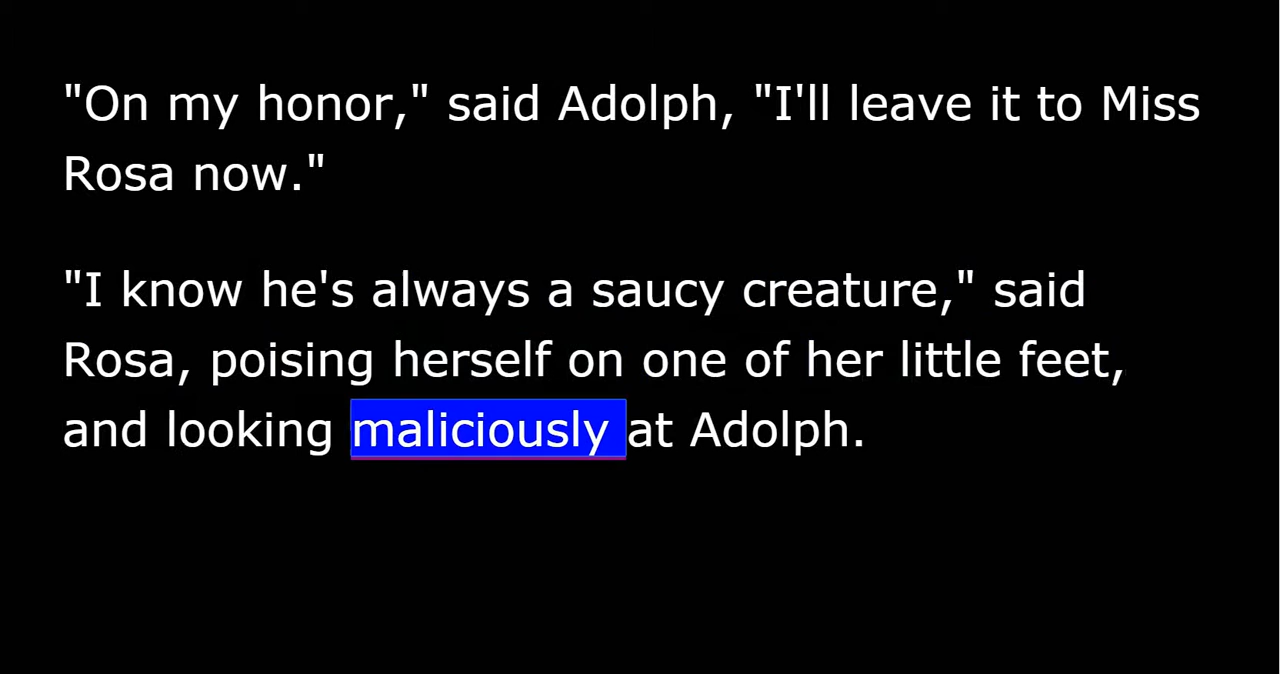 "On my honor," said Adolph, "I'll leave it to Miss
Rosa now."
"I know he's always a saucy creature," said
Rosa, poising herself on one of her little feet,
and looking maliciously at Adolph.